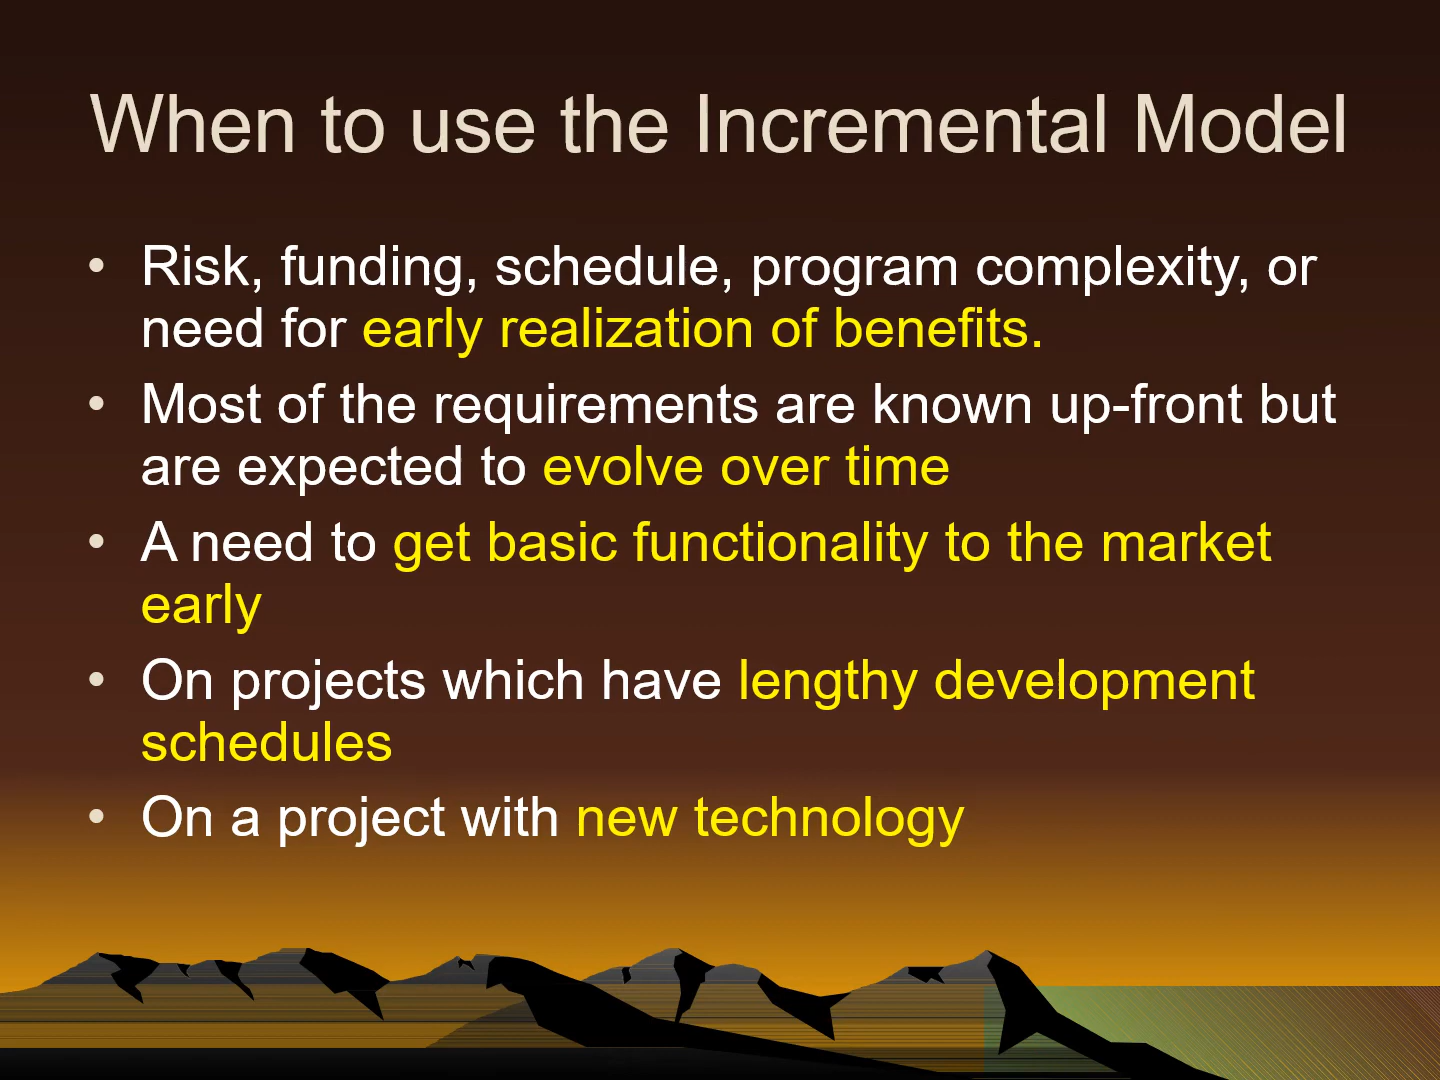 When to use the Incremental Model
• Risk, funding, schedule, program complexity, or
need for early realization of benefits.
• Most of the requirements are known up-front but
are expected to evolve over time
• A need to get basic functionality to the market
early
• On projects which have lengthy development
schedules
• On a project with new technology